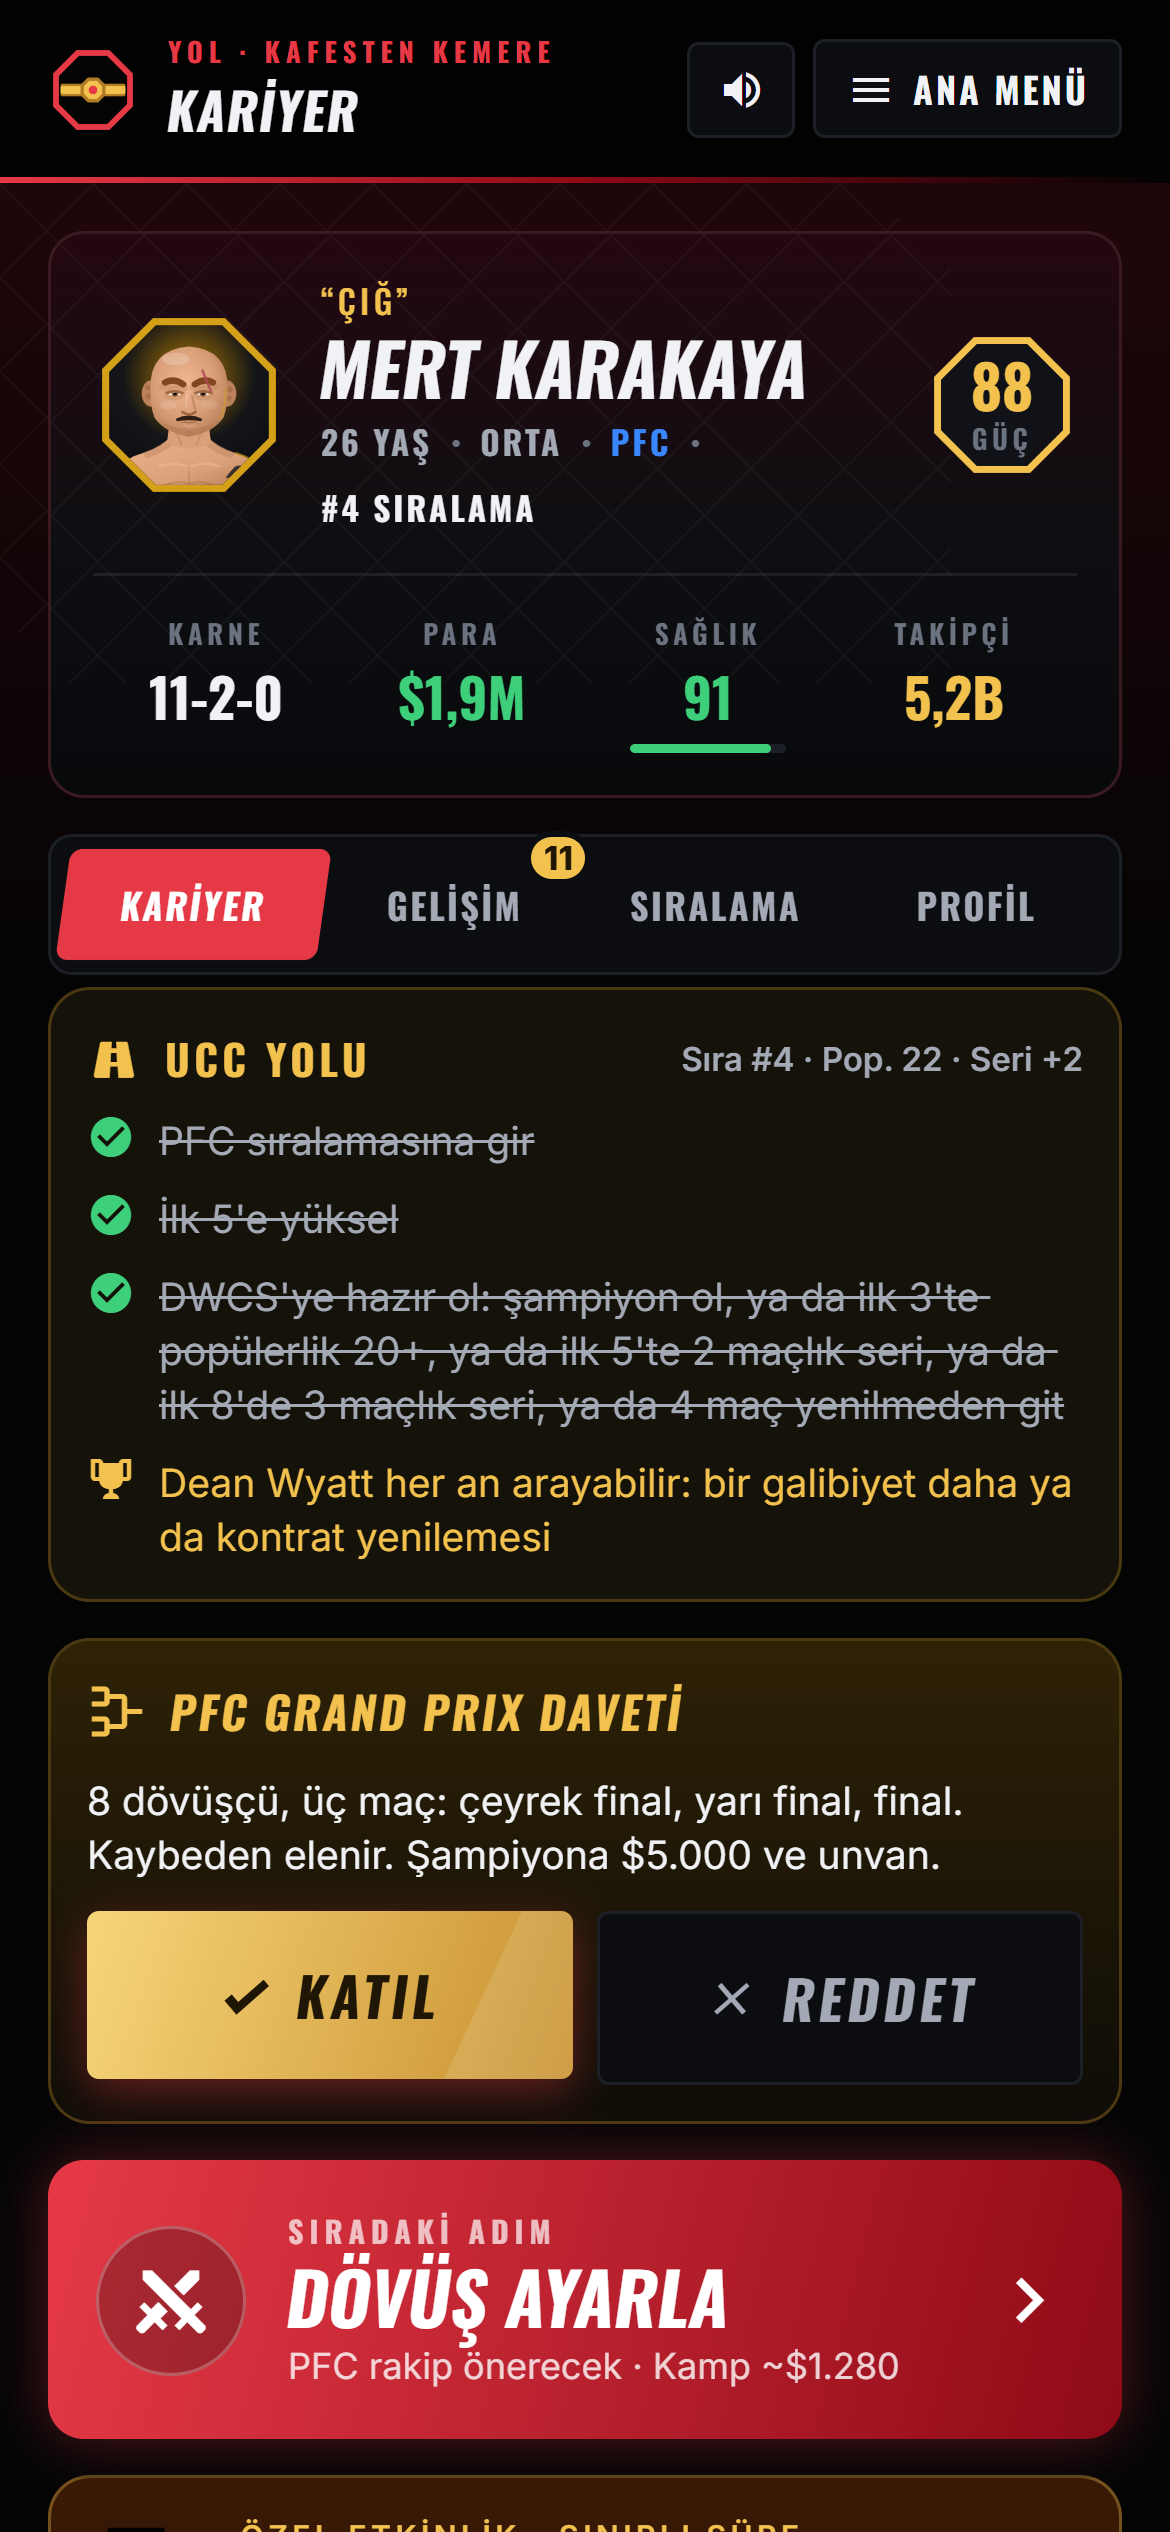 YOL · KAFESTEN KEMERE
KARİYER
ANA MENÜ
“ÇIĞ”
MERT KARAKAYA
26 YAŞ · ORTA · PFC ·
#4 SIRALAMA
88
GÜÇ
KARNE
PARA
SAĞLIK
TAKİPÇİ
11-2-0
$1,9M
91
5,2B
KARİYER
GELİŞİM
11
SIRALAMA
PROFİL
UCC YOLU
Sıra #4 · Pop. 22 · Seri +2
PFC sıralamasına gir
İlk 5'e yüksel
DWCS'ye hazır ol: şampiyon ol, ya da ilk 3'te
popülerlik 20+, ya da ilk 5'te 2 maçlık seri, ya da
ilk 8'de 3 maçlık seri, ya da 4 maç yenilmeden git
Dean Wyatt her an arayabilir: bir galibiyet daha ya
da kontrat yenilemesi
PFC GRAND PRIX DAVETİ
8 dövüşçü, üç maç: çeyrek final, yarı final, final.
Kaybeden elenir. Şampiyona $5.000 ve unvan.
KATIL
REDDET
SIRADAKİ ADIM
DÖVÜŞ AYARLA
PFC rakip önerecek · Kamp ~$1.280
ÖZEL ETKİNLİK · SINIRLI SÜRE